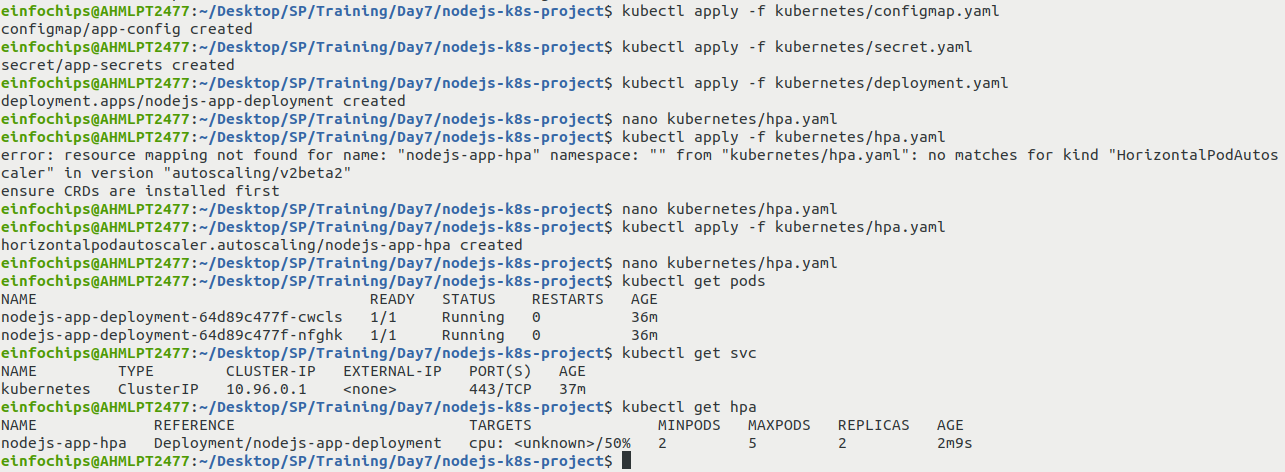 einfochips@AHMLPT2477:~/Desktop/SP/Training/Day7/nodejs-k8s-project$ kubectl apply -f kubernetes/configmap.yaml
configmap/app-config created
einfochips@AHMLPT2477:~/Desktop/SP/Training/Day7/nodejs-k8s-project$ kubectl apply -f kubernetes/secret.yaml
secret/app-secrets created
einfochips@AHMLPT2477:~/Desktop/SP/Training/Day7/nodejs-k8s-project$ kubectl apply -f kubernetes/deployment.yaml
deployment.apps/nodejs-app-deployment created
einfochips@AHMLPT2477:~/Desktop/SP/Training/Day7/nodejs-k8s-project$ nano kubernetes/hpa.yaml
einfochips@AHMLPT2477:~/Desktop/SP/Training/Day7/nodejs-k8s-project$ kubectl apply -f kubernetes/hpa.yaml
error: resource mapping not found for name: "nodejs-app-hpa" namespace: "" from "kubernetes/hpa.yaml": no matches for kind "HorizontalPodAutos
caler" in version "autoscaling/v2beta2"
ensure CRDs are installed first
einfochips@AHMLPT2477:~/Desktop/SP/Training/Day7/nodejs-k8s-project$ nano kubernetes/hpa.yaml
einfochips@AHMLPT2477:~/Desktop/SP/Training/Day7/nodejs-k8s-project$ kubectl apply -f kubernetes/hpa.yaml
horizontalpodautoscaler.autoscaling/nodejs-app-hpa created
einfochips@AHMLPT2477:~/Desktop/SP/Training/Day7/nodejs-k8s-project$ nano kubernetes/hpa.yaml
einfochips@AHMLPT2477:~/Desktop/SP/Training/Day7/nodejs-k8s-project$ kubectl get pods
NAME                                     READY   STATUS    RESTARTS   AGE
nodejs-app-deployment-64d89c477f-cwcls   1/1     Running   0          36m
nodejs-app-deployment-64d89c477f-nfghk   1/1     Running   0          36m
einfochips@AHMLPT2477:~/Desktop/SP/Training/Day7/nodejs-k8s-project$ kubectl get svc
NAME         TYPE        CLUSTER-IP   EXTERNAL-IP   PORT(S)   AGE
kubernetes   ClusterIP   10.96.0.1    <none>        443/TCP   37m
einfochips@AHMLPT2477:~/Desktop/SP/Training/Day7/nodejs-k8s-project$ kubectl get hpa
NAME             REFERENCE                          TARGETS              MINPODS   MAXPODS   REPLICAS   AGE
nodejs-app-hpa   Deployment/nodejs-app-deployment   cpu: <unknown>/50%   2         5         2          2m9s
einfochips@AHMLPT2477:~/Desktop/SP/Training/Day7/nodejs-k8s-project$